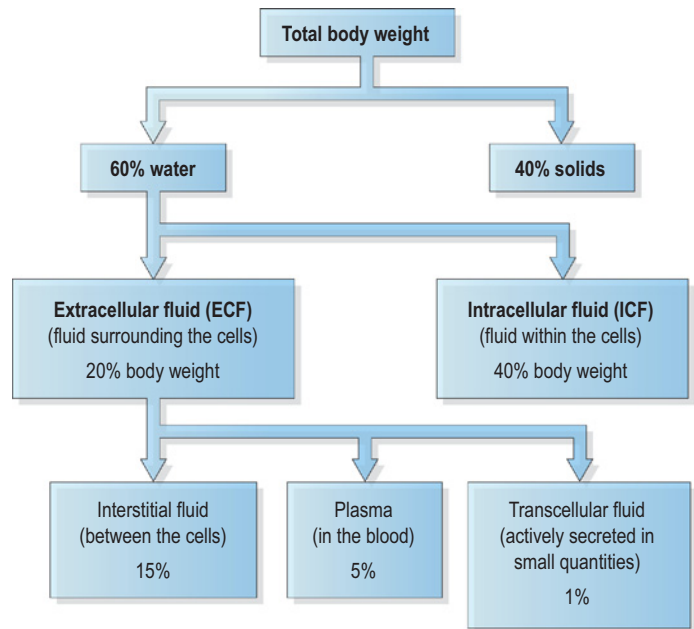 Total body weight
60% water
40% solids
Extracellular fluid (ECF)
(fluid surrounding the cells)
20% body weight
Intracellular fluid (ICF)
(fluid within the cells)
40% body weight
Interstitial fluid
(between the cells)
15%
Plasma
(in the blood)
5%
Transcellular fluid
(actively secreted in
small quantities)
1%